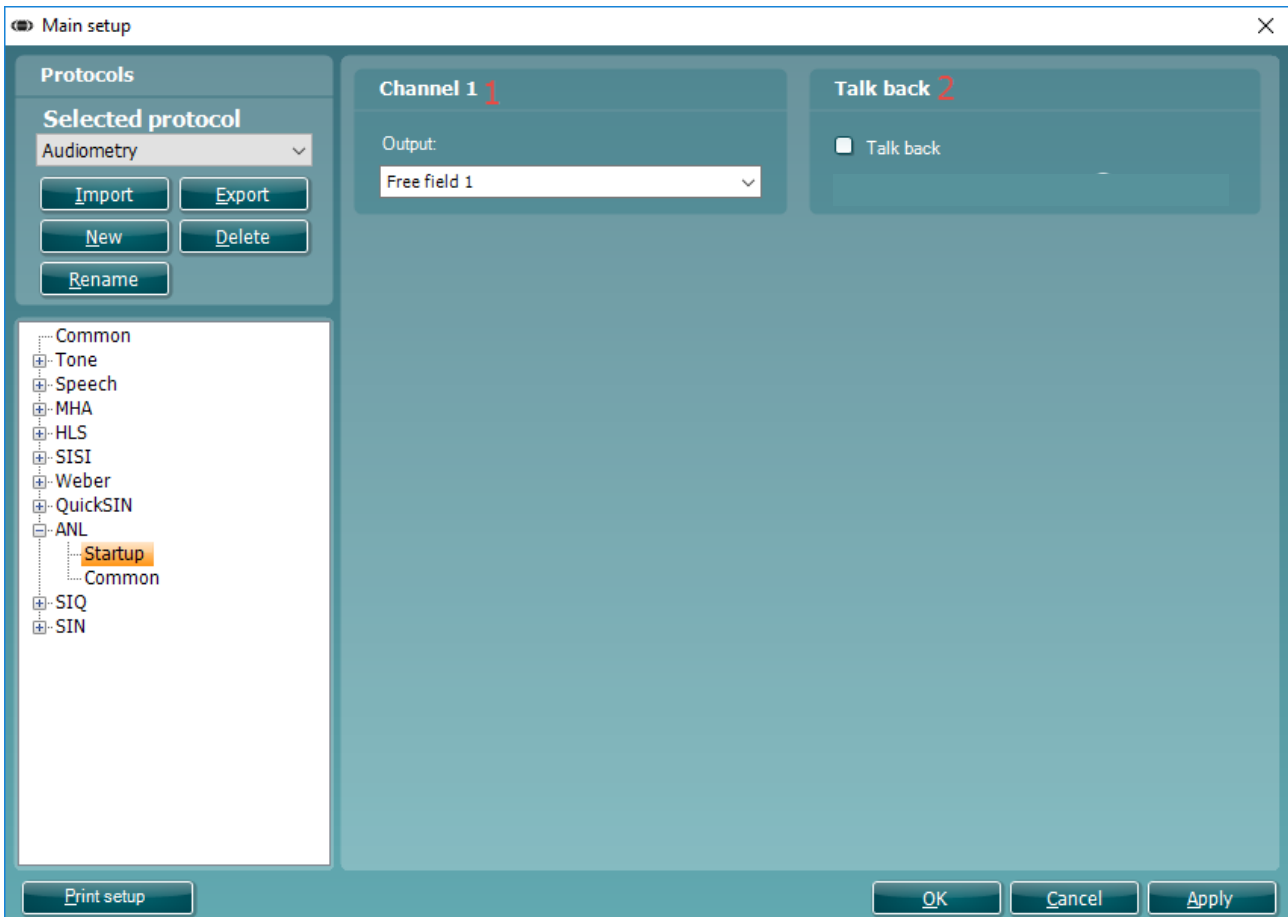 Main setup
Protocols
Selected protocol
Audiometry
Import Export
New Delete
Rename
Common
Tone
Speech
MHA
HLS
SISI
Weber
QuickSIN
ANL
Startup
Common
SIQ
SIN
Channel 1 1
Output:
Free field 1
Talk back 2
Talk back
Print setup
OK Cancel Apply